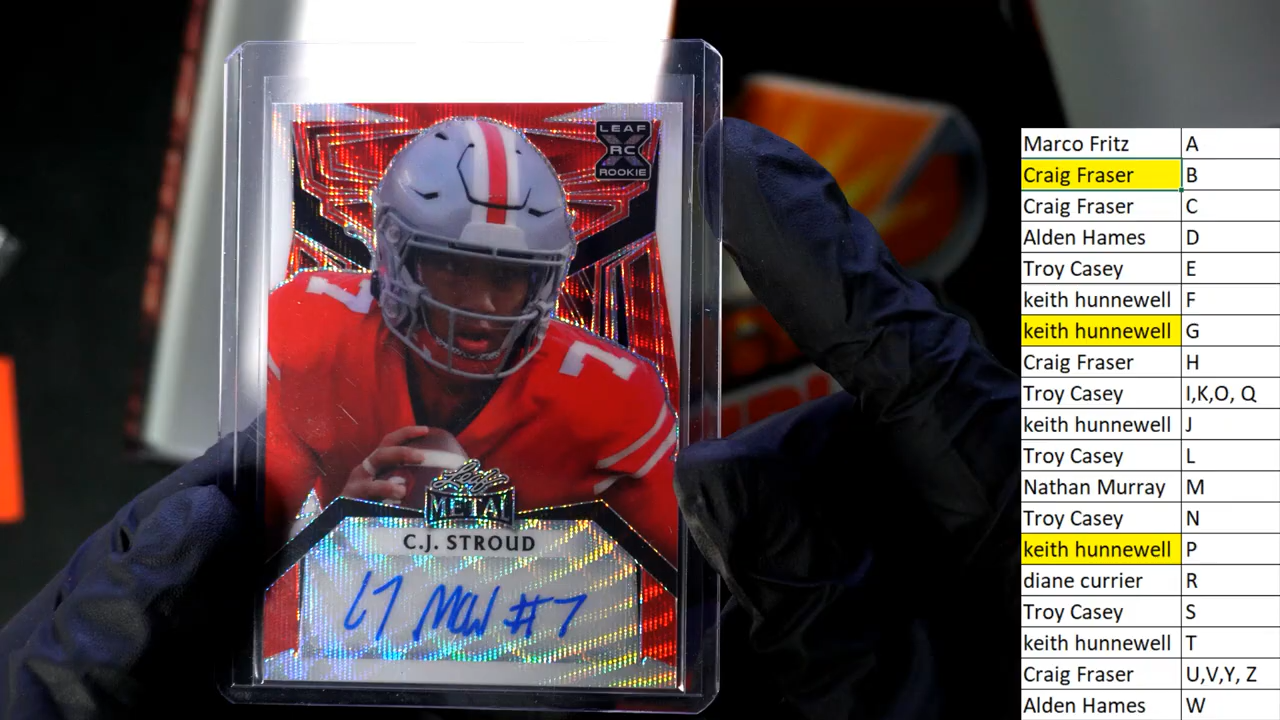 LEAF
RC
ROOKIE
7
7
Leaf
METAL
C.J. STROUD
#7
Marco Fritz A
Craig Fraser B
Craig Fraser C
Alden Hames D
Troy Casey E
keith hunnewell F
keith hunnewell G
Craig Fraser H
Troy Casey I,K,O, Q
keith hunnewell J
Troy Casey L
Nathan Murray M
Troy Casey N
keith hunnewell P
diane currier R
Troy Casey S
keith hunnewell T
Craig Fraser U,V,Y, Z
Alden Hames W